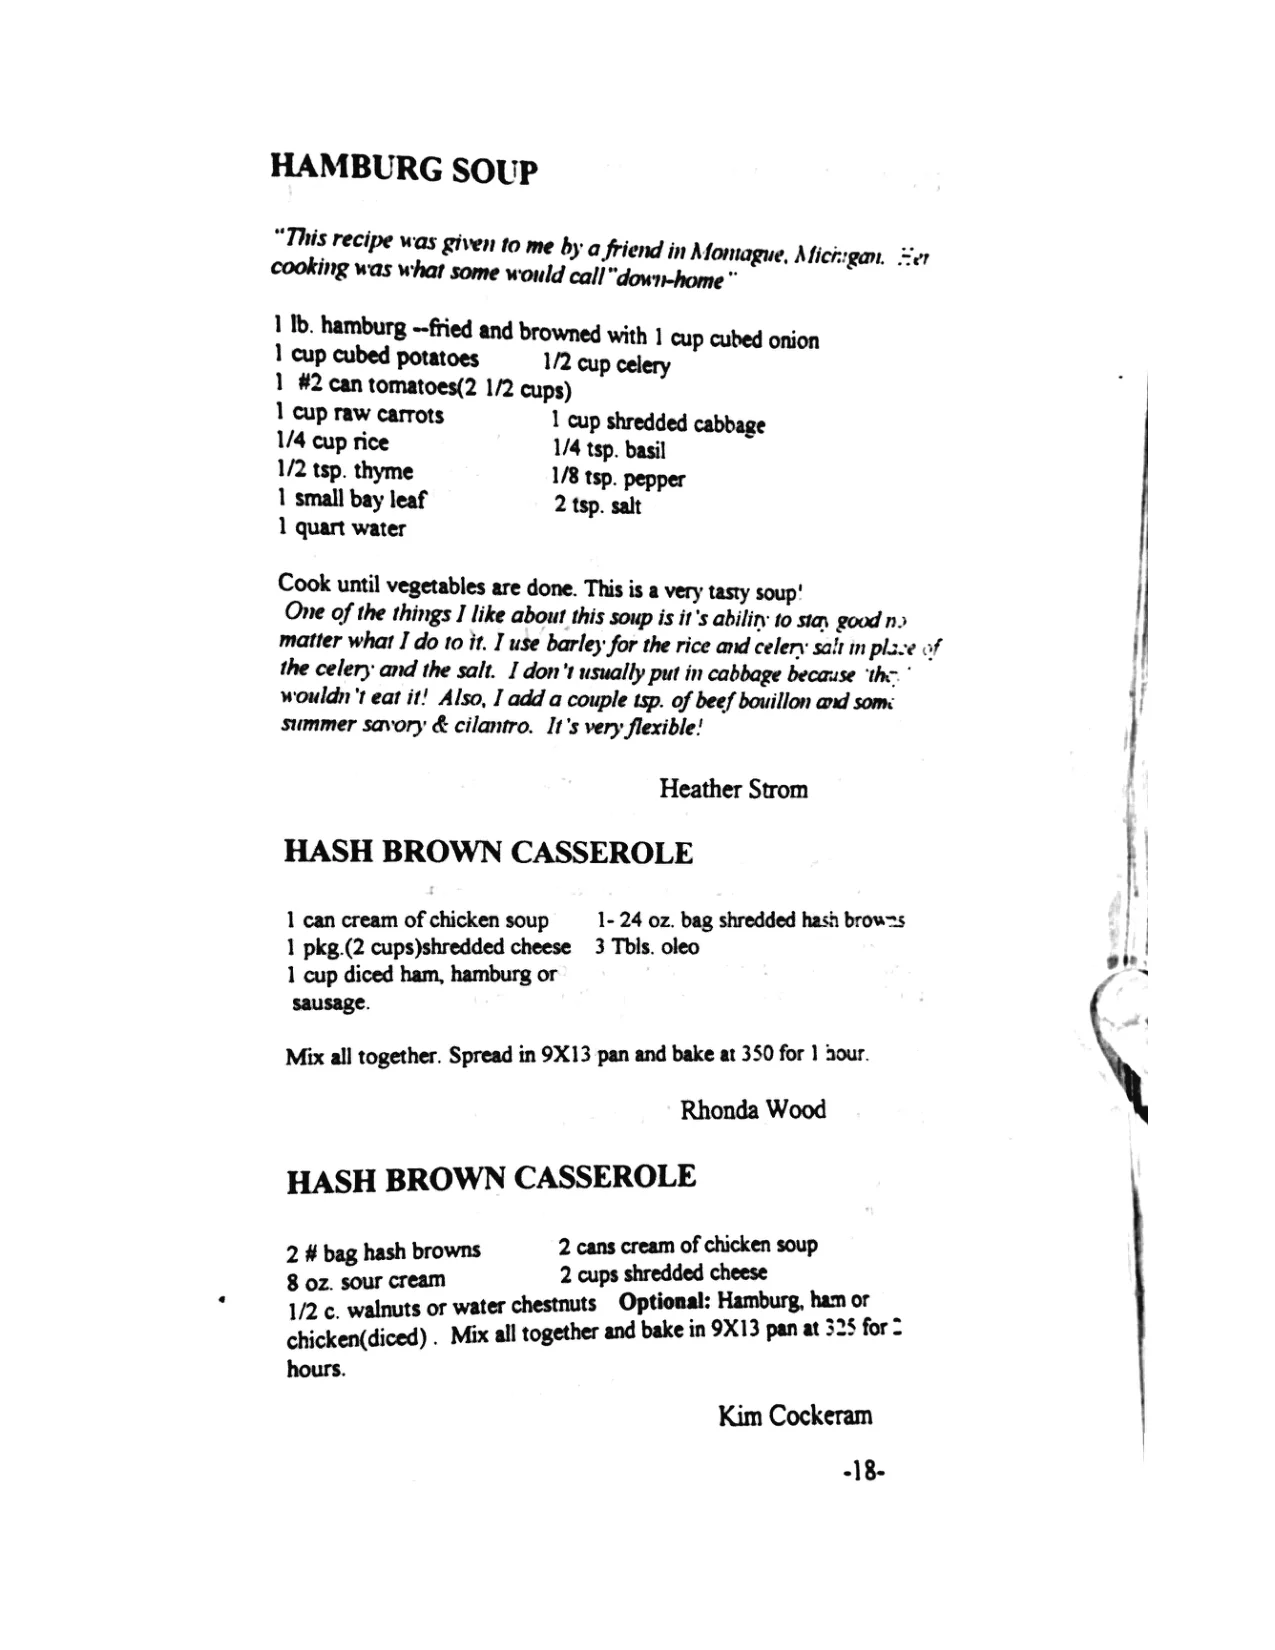 HAMBURG SOUP
"This recipe was given to me by a friend in Montague, Michigan. Her
cooking was what some would call "down-home"
1 lb. hamburg --fried and browned with 1 cup cubed onion
1 cup cubed potatoes 1/2 cup celery
1 #2 can tomatoes(2 1/2 cups)
1 cup raw carrots 1 cup shredded cabbage
1/4 cup rice 1/4 tsp. basil
1/2 tsp. thyme 1/8 tsp. pepper
1 small bay leaf 2 tsp. salt
1 quart water
Cook until vegetables are done. This is a very tasty soup!
One of the things I like about this soup is it's ability to stay good no
matter what I do to it. I use barley for the rice and celery salt in place of
the celery and the salt. I don't usually put in cabbage because they
wouldn't eat it! Also, I add a couple tsp. of beef bouillon and some
summer savory & cilantro. It's very flexible!
Heather Strom
HASH BROWN CASSEROLE
1 can cream of chicken soup 1- 24 oz. bag shredded hash browns
1 pkg.(2 cups)shredded cheese 3 Tbls. oleo
1 cup diced ham, hamburg or
sausage.
Mix all together. Spread in 9X13 pan and bake at 350 for 1 hour.
Rhonda Wood
HASH BROWN CASSEROLE
2 # bag hash browns 2 cans cream of chicken soup
8 oz. sour cream 2 cups shredded cheese
1/2 c. walnuts or water chestnuts Optional: Hamburg, ham or
chicken(diced) . Mix all together and bake in 9X13 pan at 325 for
hours.
Kim Cockeram
-18-